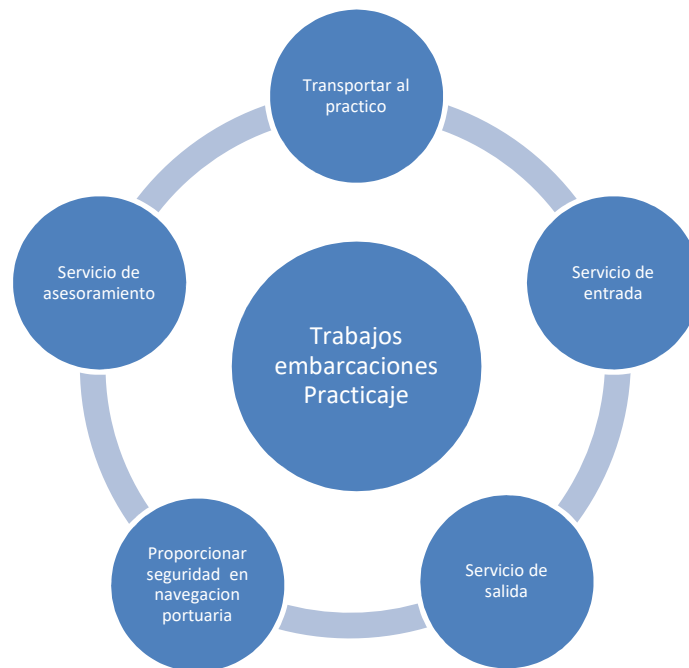 Transportar al
practico
Servicio de
entrada
Servicio de
salida
Proporcionar
seguridad en
navegacion
portuaria
Servicio de
asesoramiento
Trabajos
embarcaciones
Practicaje